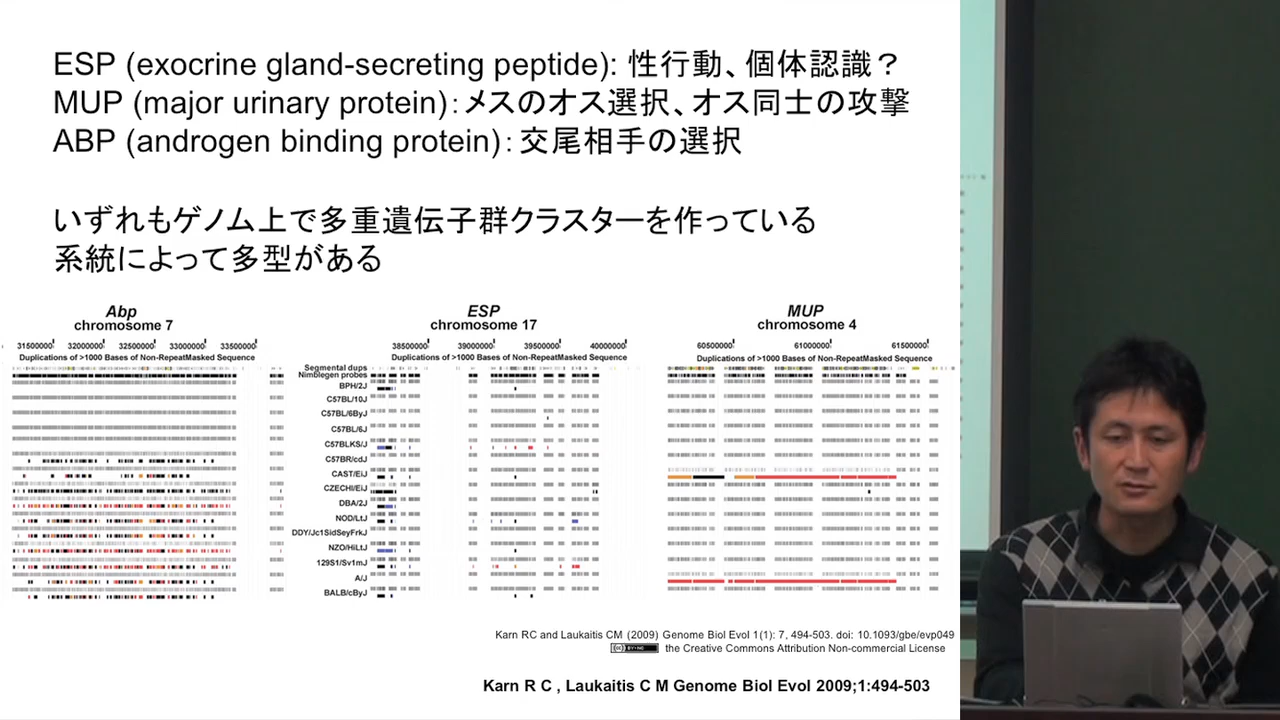 ESP (exocrine gland-secreting peptide): 性行動、個体認識？
MUP (major urinary protein)：メスのオス選択、オス同士の攻撃
ABP (androgen binding protein)：交尾相手の選択
いずれもゲノム上で多重遺伝子群クラスターを作っている
系統によって多型がある
Abp
chromosome 7
31500000 32000000 32500000 33000000 33500000
Duplications of >1000 Bases of Non-RepeatMasked Sequence
ESP
chromosome 17
38500000 39000000 39500000 40000000
Duplications of >1000 Bases of Non-RepeatMasked Sequence
MUP
chromosome 4
60500000 61000000 61500000
Duplications of >1000 Bases of Non-RepeatMasked Sequence
Segmental dups
Nimblegen probes
BPH/2J
C57BL/10J
C57BL/6ByJ
C57BL/6J
C57BLKS/J
C57BR/cdJ
CAST/EiJ
CZECHI/EiJ
DBA/2J
NOD/LtJ
DDY/Jc1SidSeyFrkJ
NZO/HiLtJ
129S1/Sv1mJ
A/J
BALB/cByJ
Karn RC and Laukaitis CM (2009) Genome Biol Evol 1(1): 7, 494-503. doi: 10.1093/gbe/evp049
(cc) BY-NC the Creative Commons Attribution Non-commercial License
Karn R C , Laukaitis C M Genome Biol Evol 2009;1:494-503